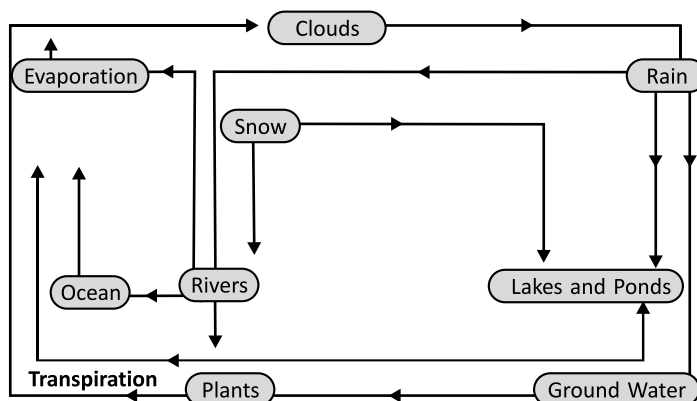 Clouds
Evaporation
Rain
Snow
Ocean
Rivers
Lakes and Ponds
Transpiration
Plants
Ground Water